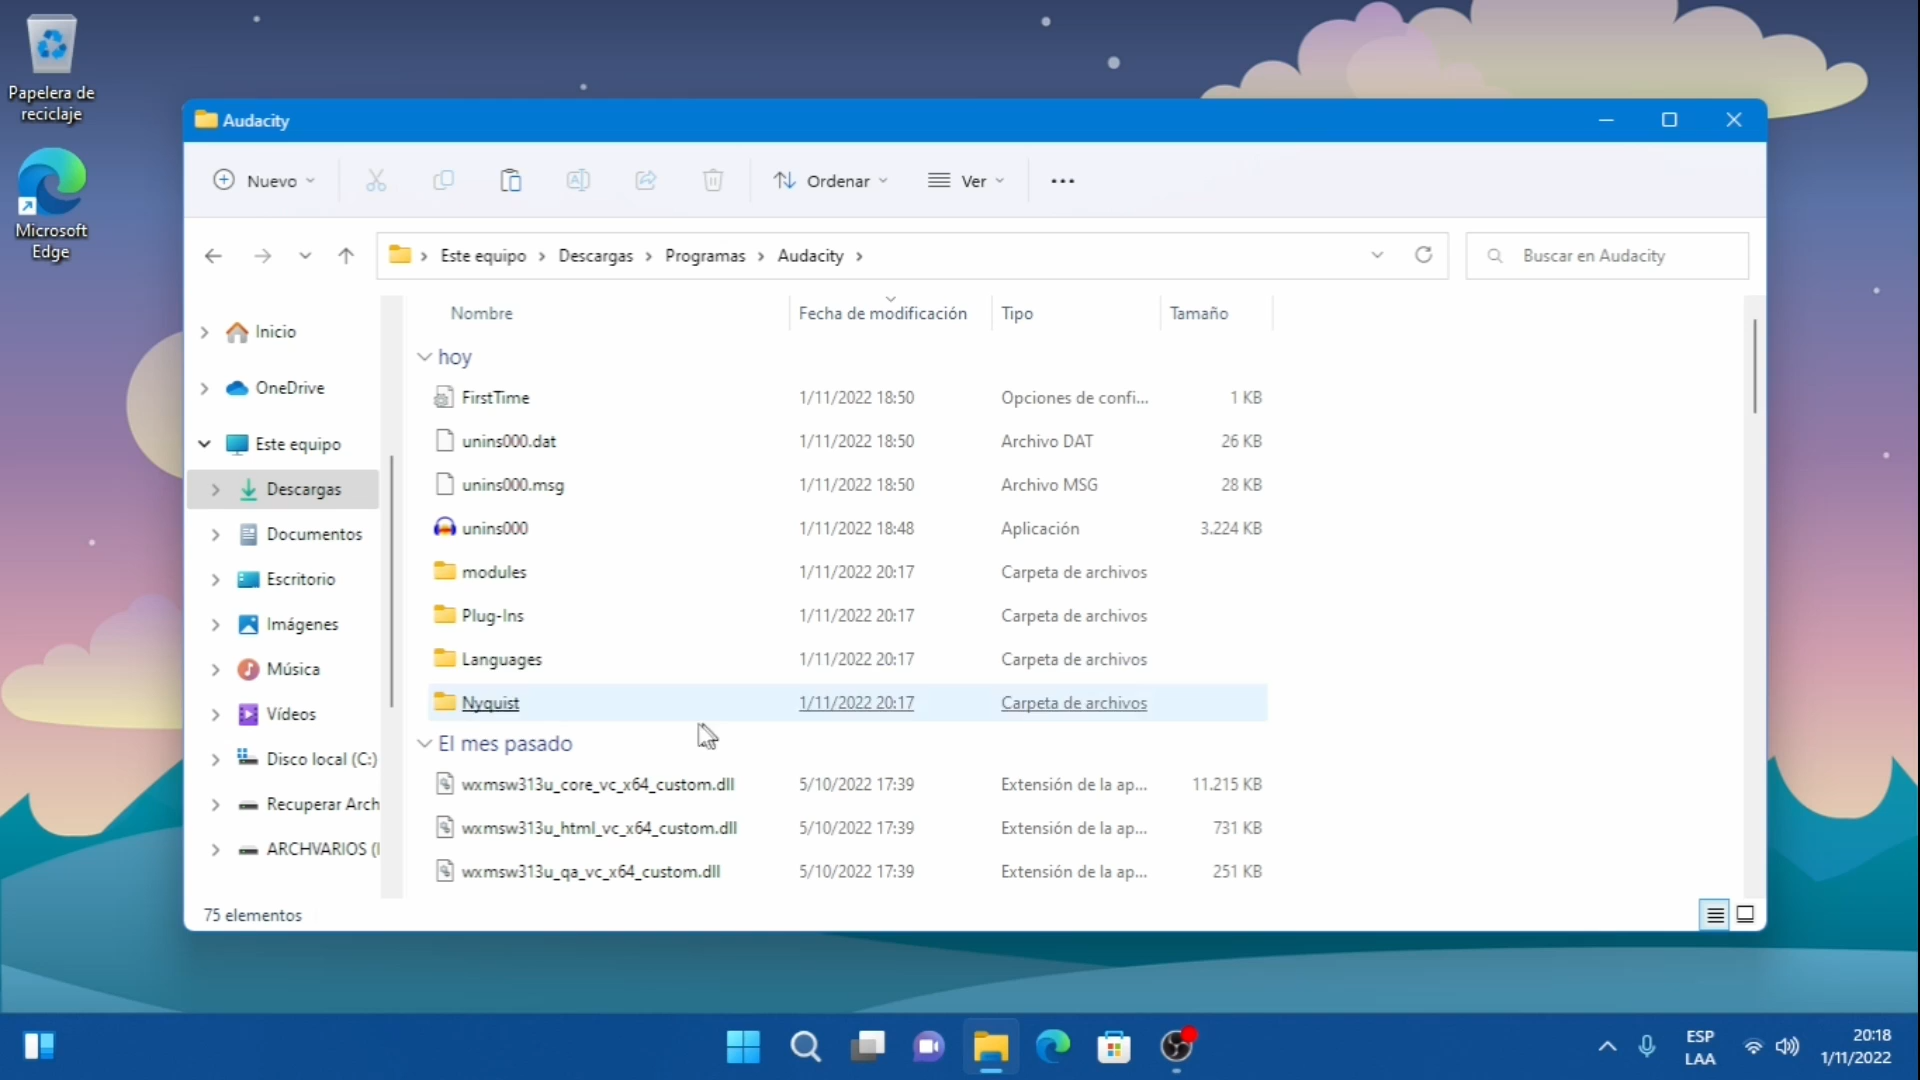 Papelera de
reciclaje
Microsoft
Edge
Audacity
Nuevo
Ordenar
Ver
Este equipo > Descargas > Programas > Audacity >
Buscar en Audacity
Inicio
OneDrive
Este equipo
Descargas
Documentos
Escritorio
Imágenes
Música
Vídeos
Disco local (C:)
Recuperar Arch
ARCHVARIOS (
Nombre Fecha de modificación Tipo Tamaño
hoy
FirstTime 1/11/2022 18:50 Opciones de confi... 1 KB
unins000.dat 1/11/2022 18:50 Archivo DAT 26 KB
unins000.msg 1/11/2022 18:50 Archivo MSG 28 KB
unins000 1/11/2022 18:48 Aplicación 3.224 KB
modules 1/11/2022 20:17 Carpeta de archivos
Plug-Ins 1/11/2022 20:17 Carpeta de archivos
Languages 1/11/2022 20:17 Carpeta de archivos
Nyquist 1/11/2022 20:17 Carpeta de archivos
El mes pasado
wxmsw313u_core_vc_x64_custom.dll 5/10/2022 17:39 Extensión de la ap... 11.215 KB
wxmsw313u_html_vc_x64_custom.dll 5/10/2022 17:39 Extensión de la ap... 731 KB
wxmsw313u_qa_vc_x64_custom.dll 5/10/2022 17:39 Extensión de la ap... 251 KB
75 elementos
ESP
LAA
20:18
1/11/2022